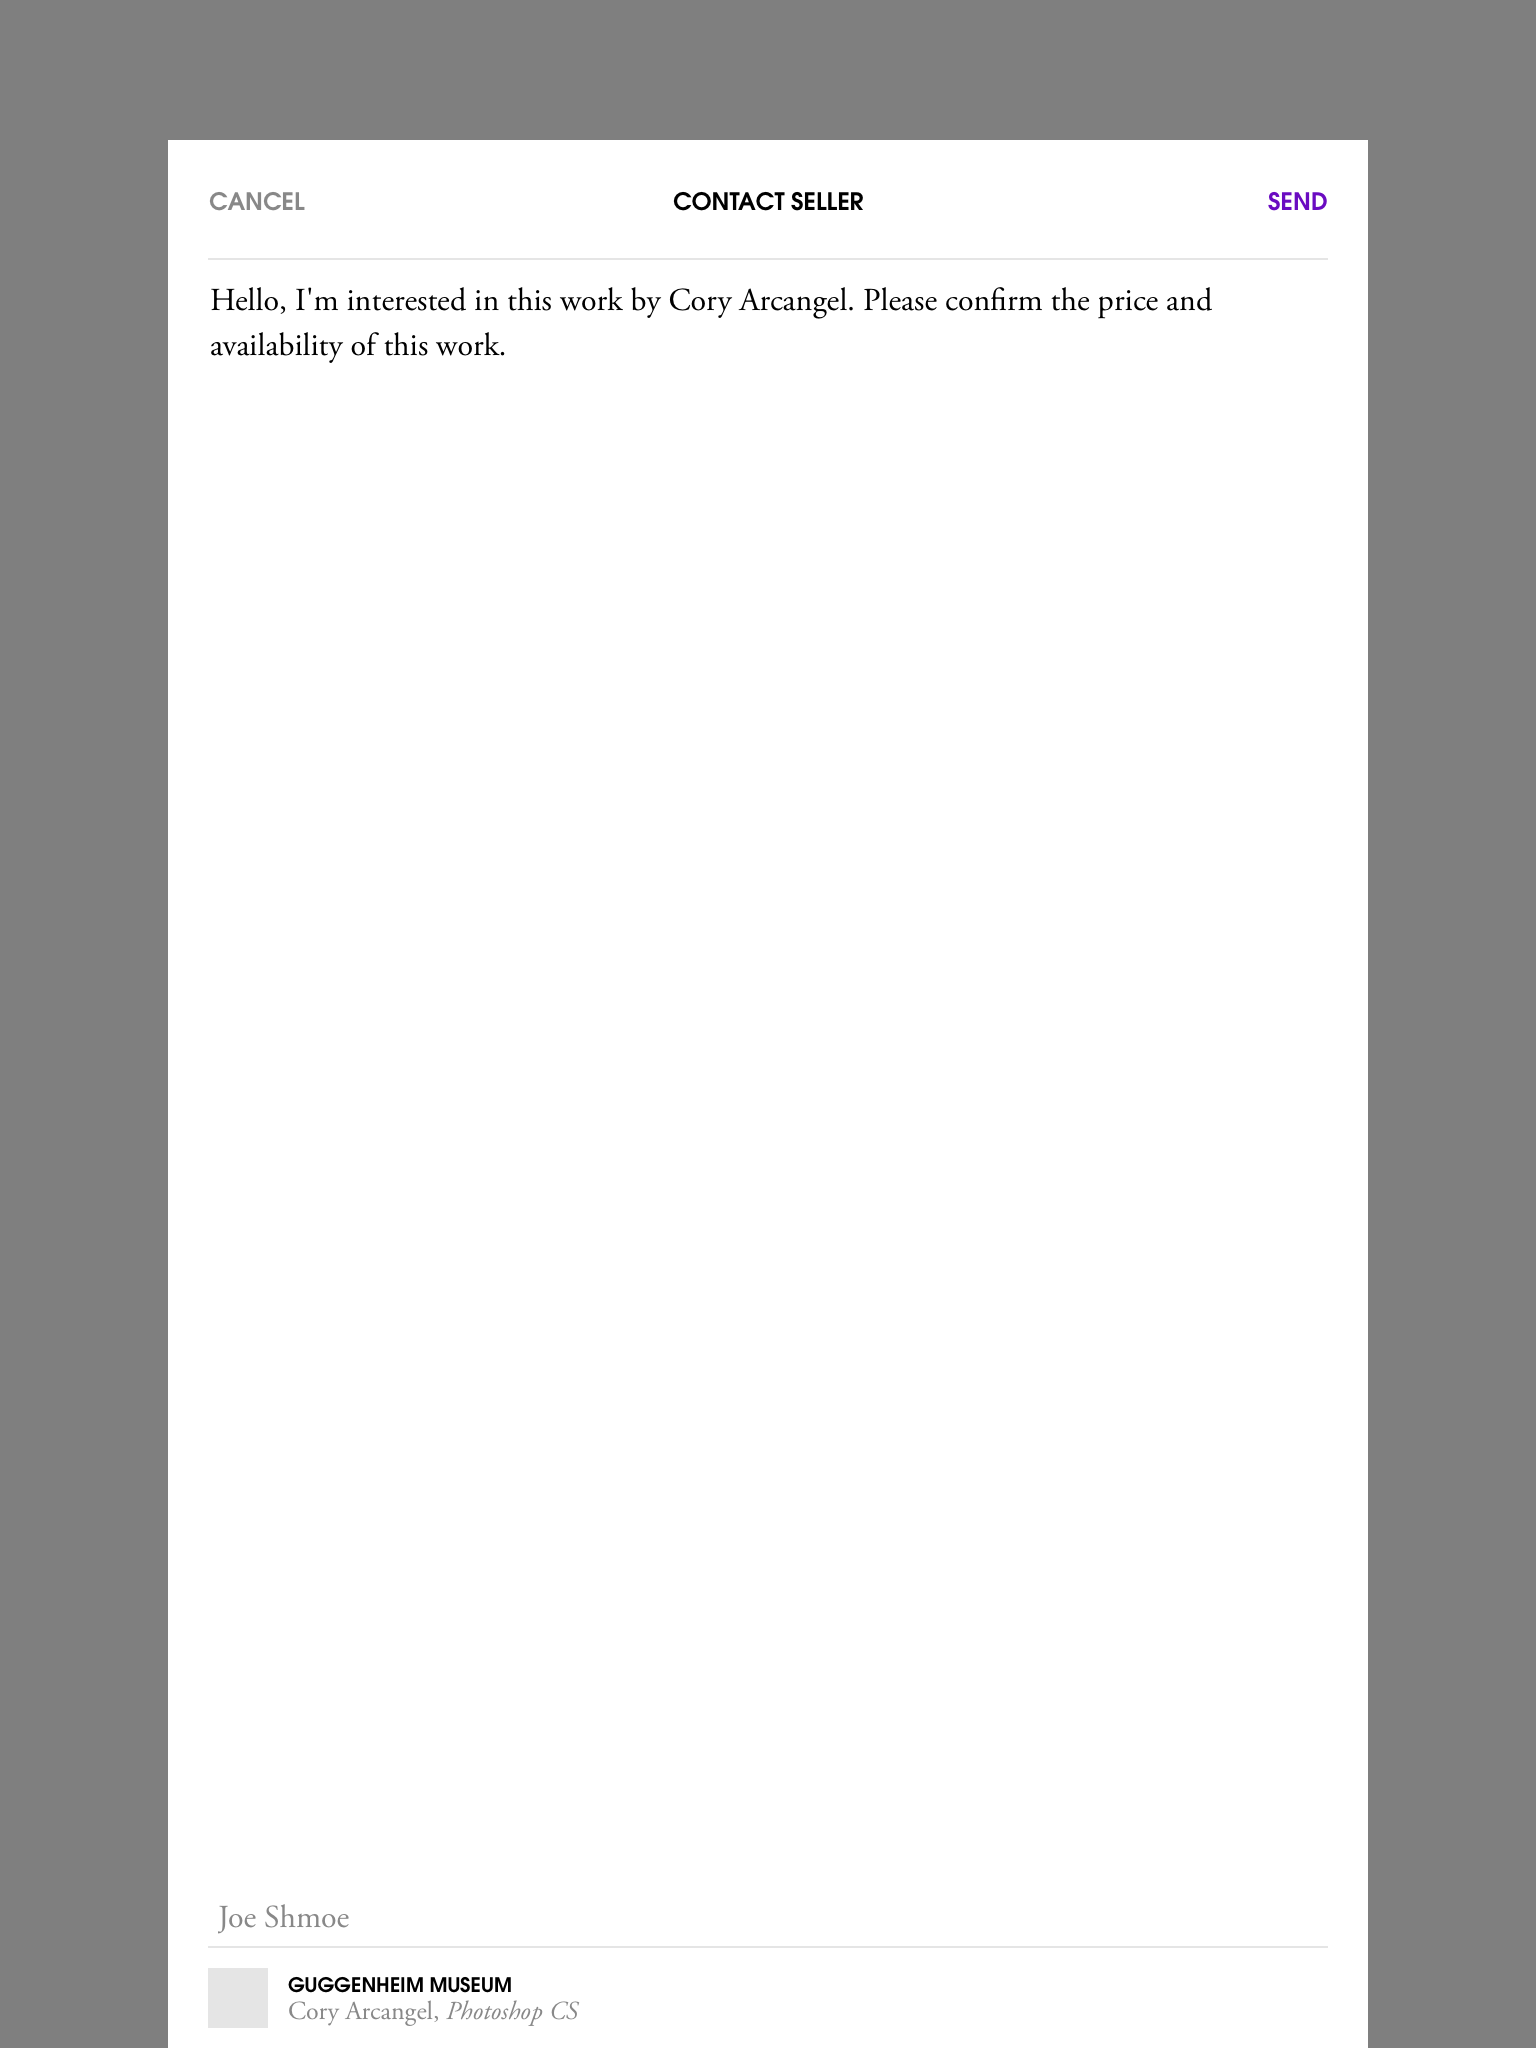 CANCEL
CONTACT SELLER
SEND
Hello, I'm interested in this work by Cory Arcangel. Please confirm the price and
availability of this work.
Joe Shmoe
GUGGENHEIM MUSEUM
Cory Arcangel, Photoshop CS